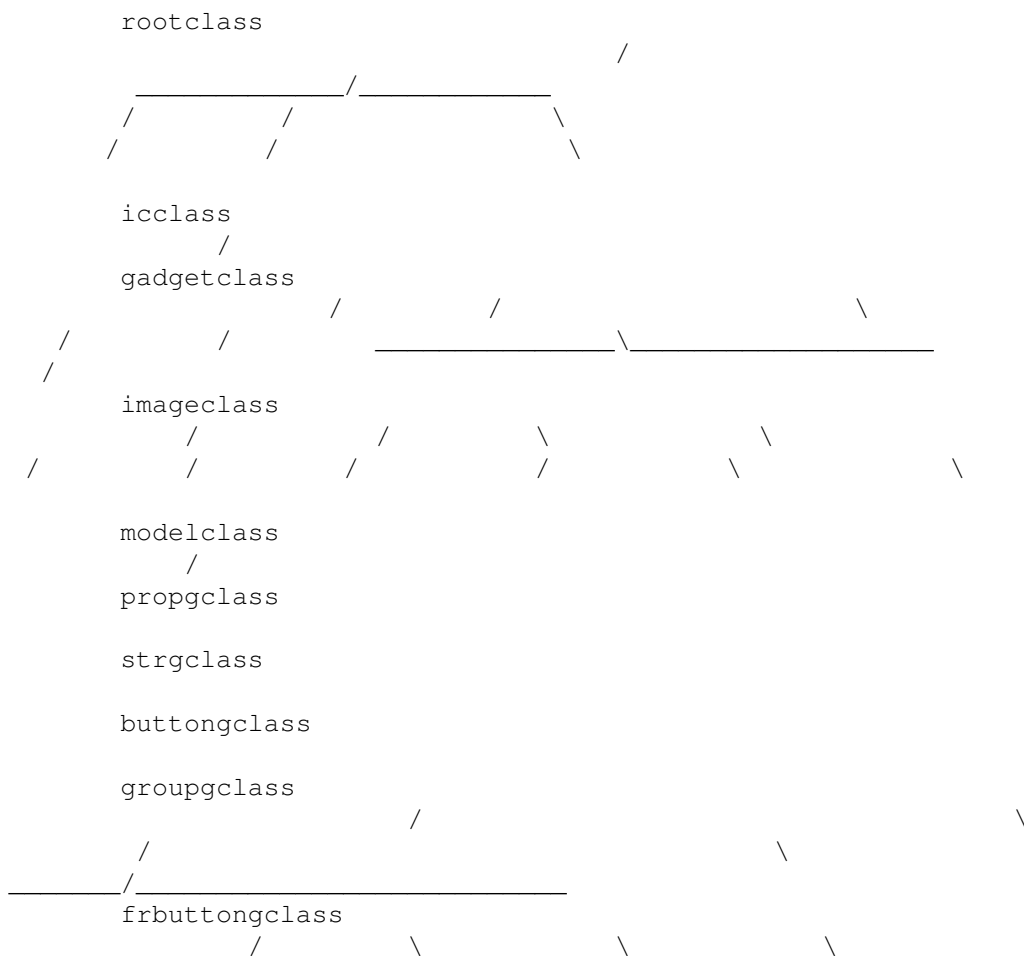 rootclass
icclass
gadgetclass
imageclass
modelclass
propgclass
strgclass
buttongclass
groupgclass
frbuttongclass